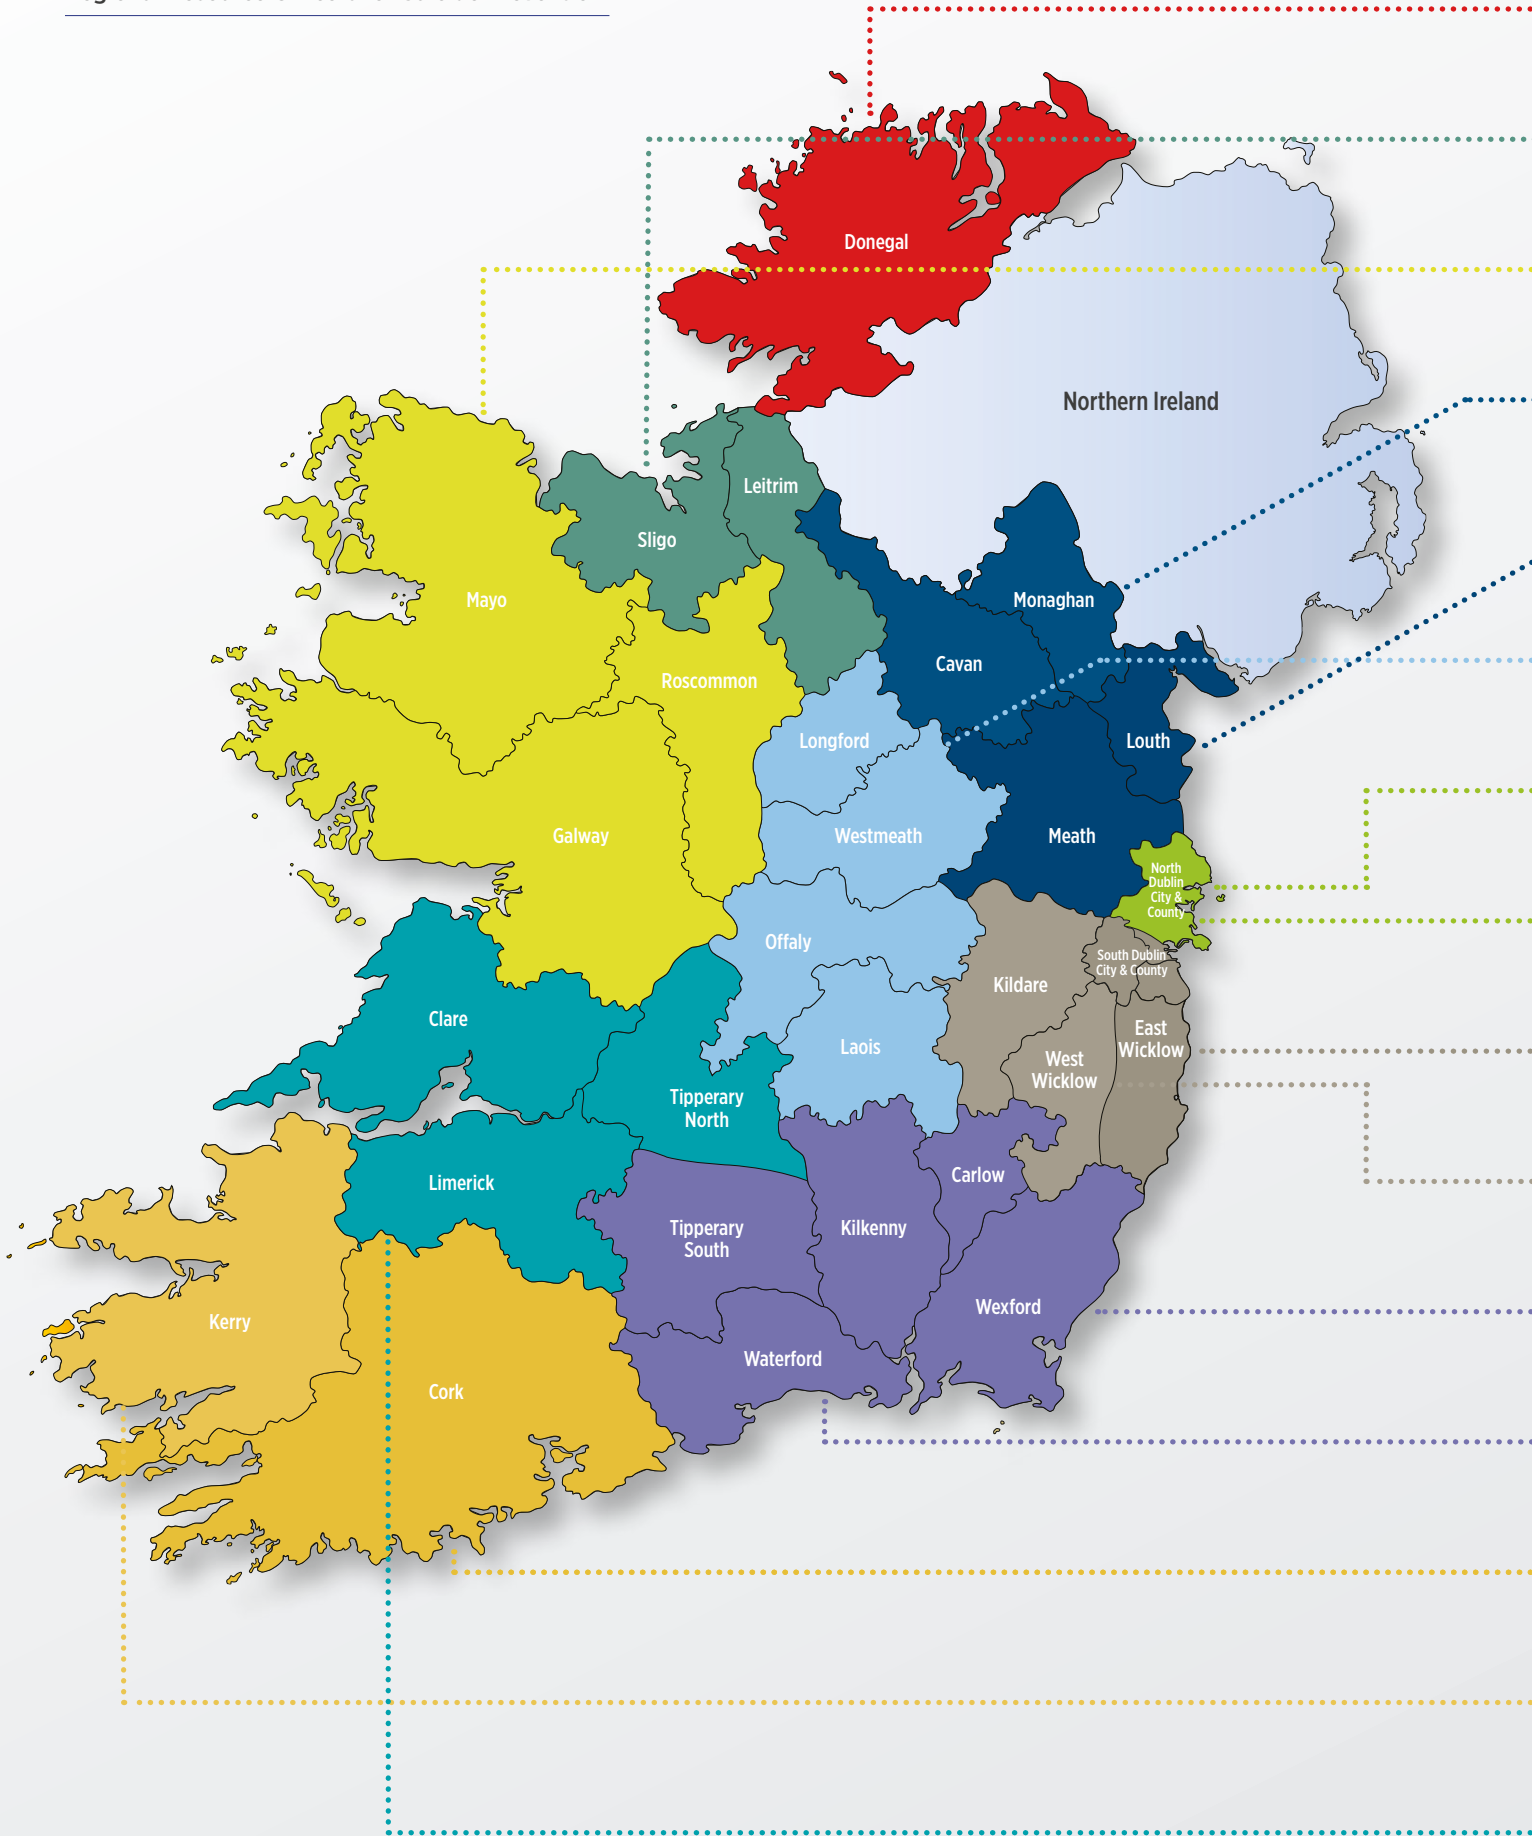 Donegal
Northern Ireland
Leitrim
Sligo
Mayo
Monaghan
Cavan
Roscommon
Longford
Louth
Galway
Westmeath
Meath
North
Dublin
City &
County
Offaly
South Dublin
City & County
Kildare
Clare
East
Wicklow
Laois
West
Wicklow
Tipperary
North
Limerick
Carlow
Tipperary
South
Kilkenny
Wexford
Kerry
Waterford
Cork